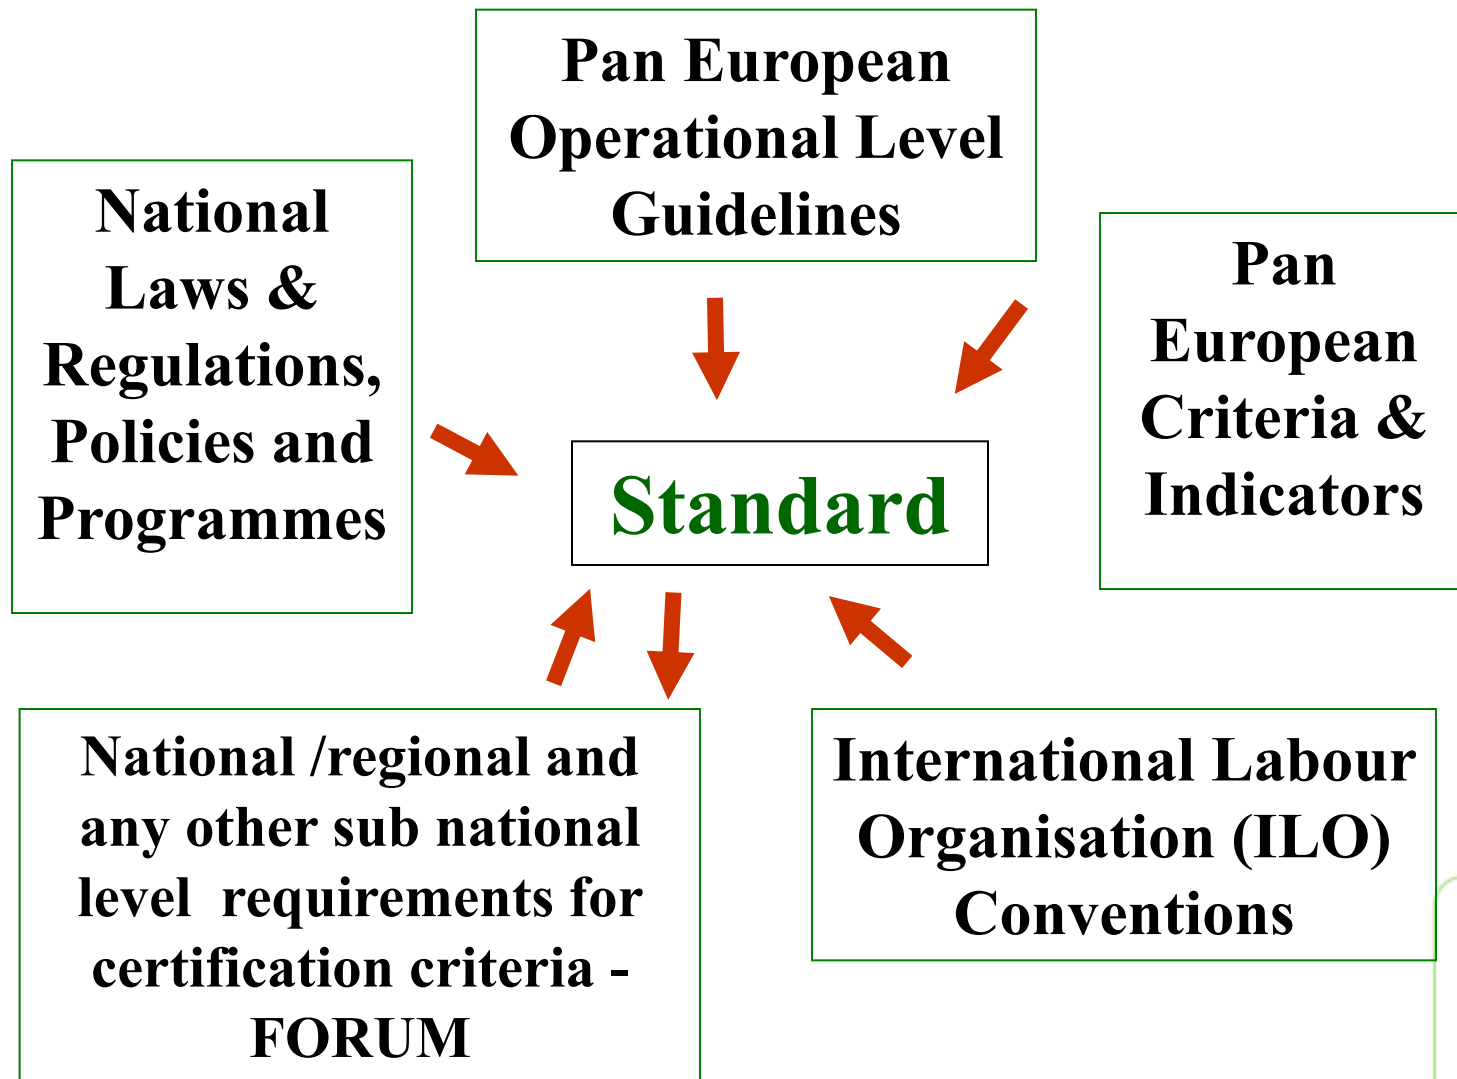 Pan European
Operational Level
Guidelines
National
Laws &
Regulations,
Policies and
Programmes
Pan
European
Criteria &
Indicators
Standard
National /regional and
any other sub national
level  requirements for
certification criteria -
FORUM
International Labour
Organisation (ILO)
Conventions